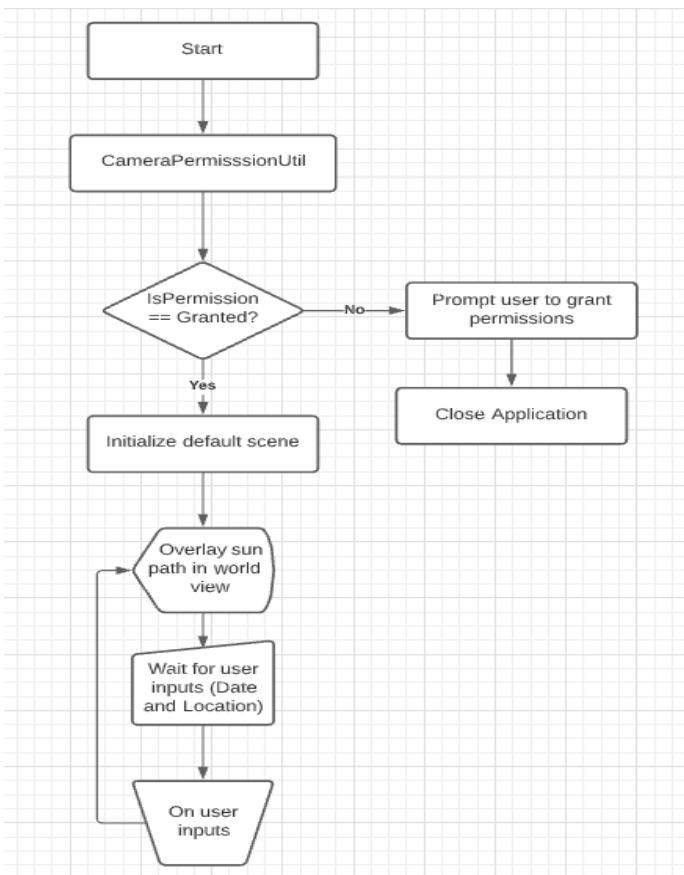 Start
CameraPermisssionUtil
IsPermission
== Granted?
No
Prompt user to grant
permissions
Yes
Close Application
Initialize default scene
Overlay sun
path in world
view
Wait for user
inputs (Date
and Location)
On user
inputs